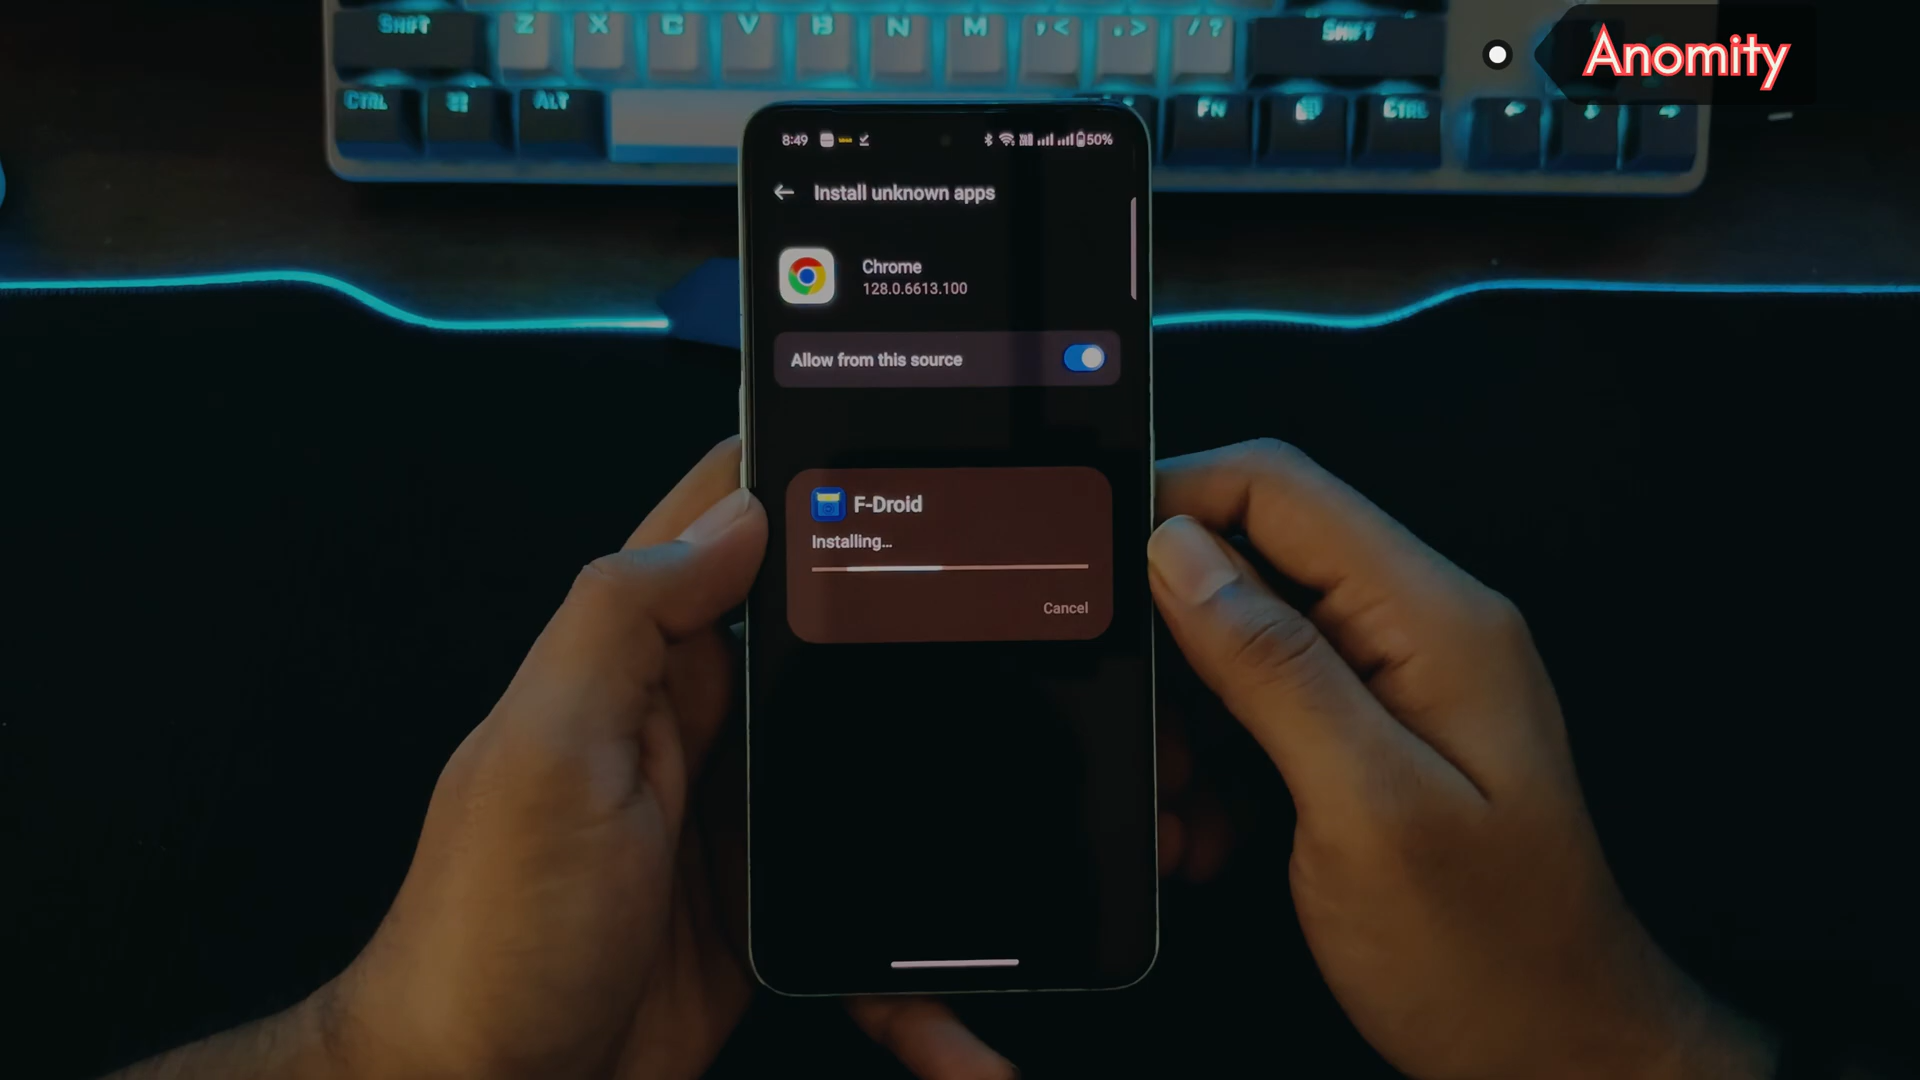 SHIFT Z X C V B N M , < . > / ? SHIFT
Anomity
CTRL ALT FN CTRL
8:49 50%
Install unknown apps
Chrome
128.0.6613.100
Allow from this source
F-Droid
Installing...
Cancel